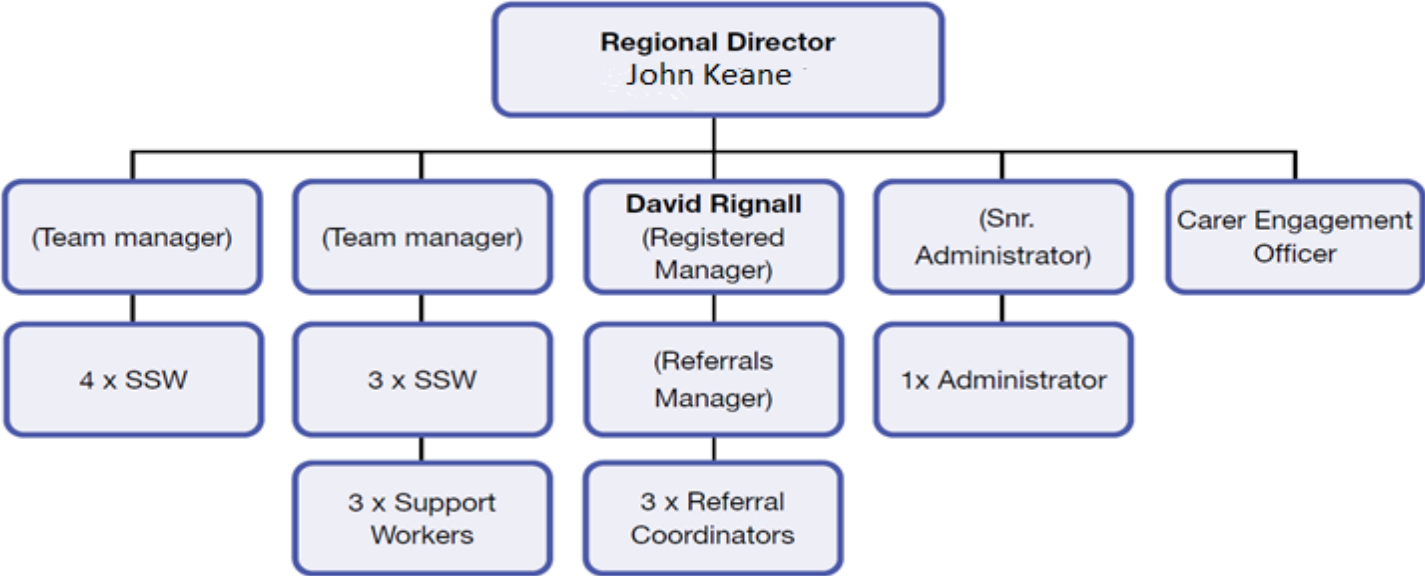 Regional Director
John Keane
(Team manager)
(Team manager)
David Rignall
(Registered
Manager)
(Snr.
Administrator)
Carer Engagement
Officer
4 x SSW
3 x SSW
(Referrals
Manager)
1x Administrator
3 x Support
Workers
3 x Referral
Coordinators